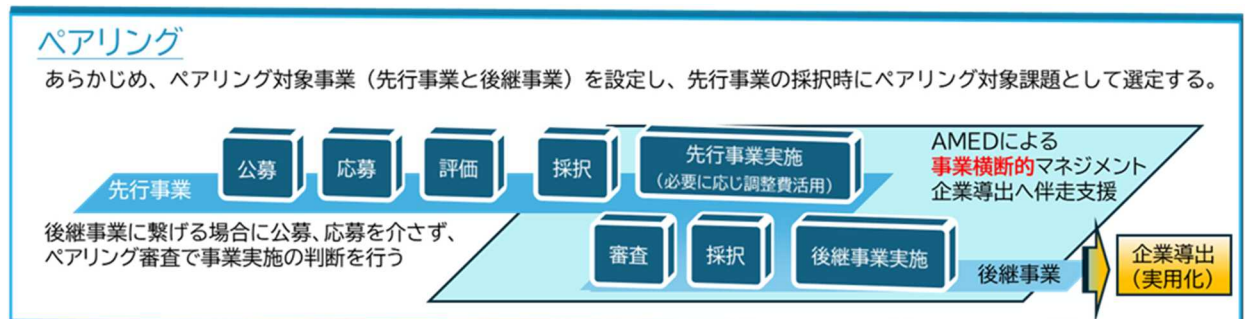 ペアリング
あらかじめ、ペアリング対象事業（先行事業と後継事業）を設定し、先行事業の採択時にペアリング対象課題として選定する。
先行事業
公募
応募
評価
採択
先行事業実施
（必要に応じ調整費活用）
AMEDによる
事業横断的マネジメント
企業導出へ伴走支援
後継事業に繋げる場合に公募、応募を介さず、
ペアリング審査で事業実施の判断を行う
審査
採択
後継事業実施
後継事業
企業導出
（実用化）